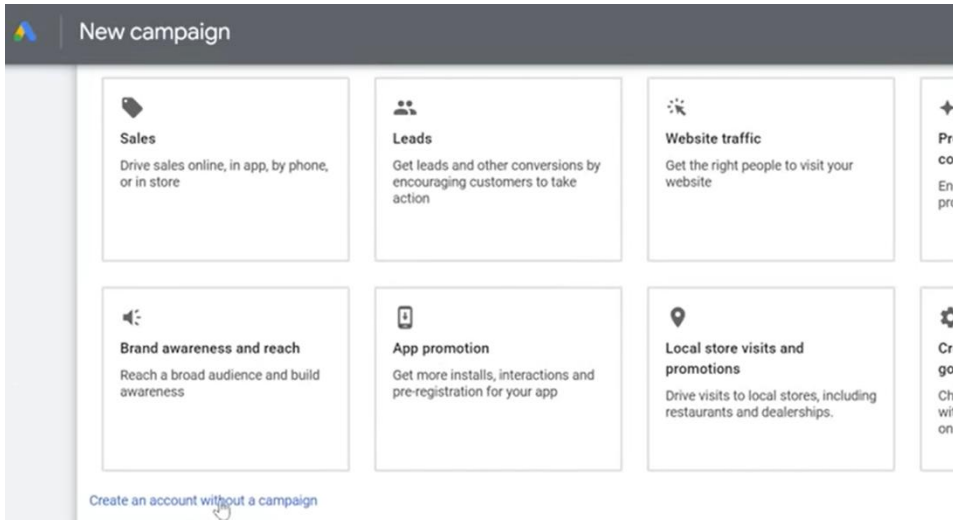 New campaign
Sales
Drive sales online, in app, by phone,
or in store
Leads
Get leads and other conversions by
encouraging customers to take
action
Website traffic
Get the right people to visit your
website
Brand awareness and reach
Reach a broad audience and build
awareness
App promotion
Get more installs, interactions and
pre-registration for your app
Local store visits and
promotions
Drive visits to local stores, including
restaurants and dealerships.
Create an account without a campaign